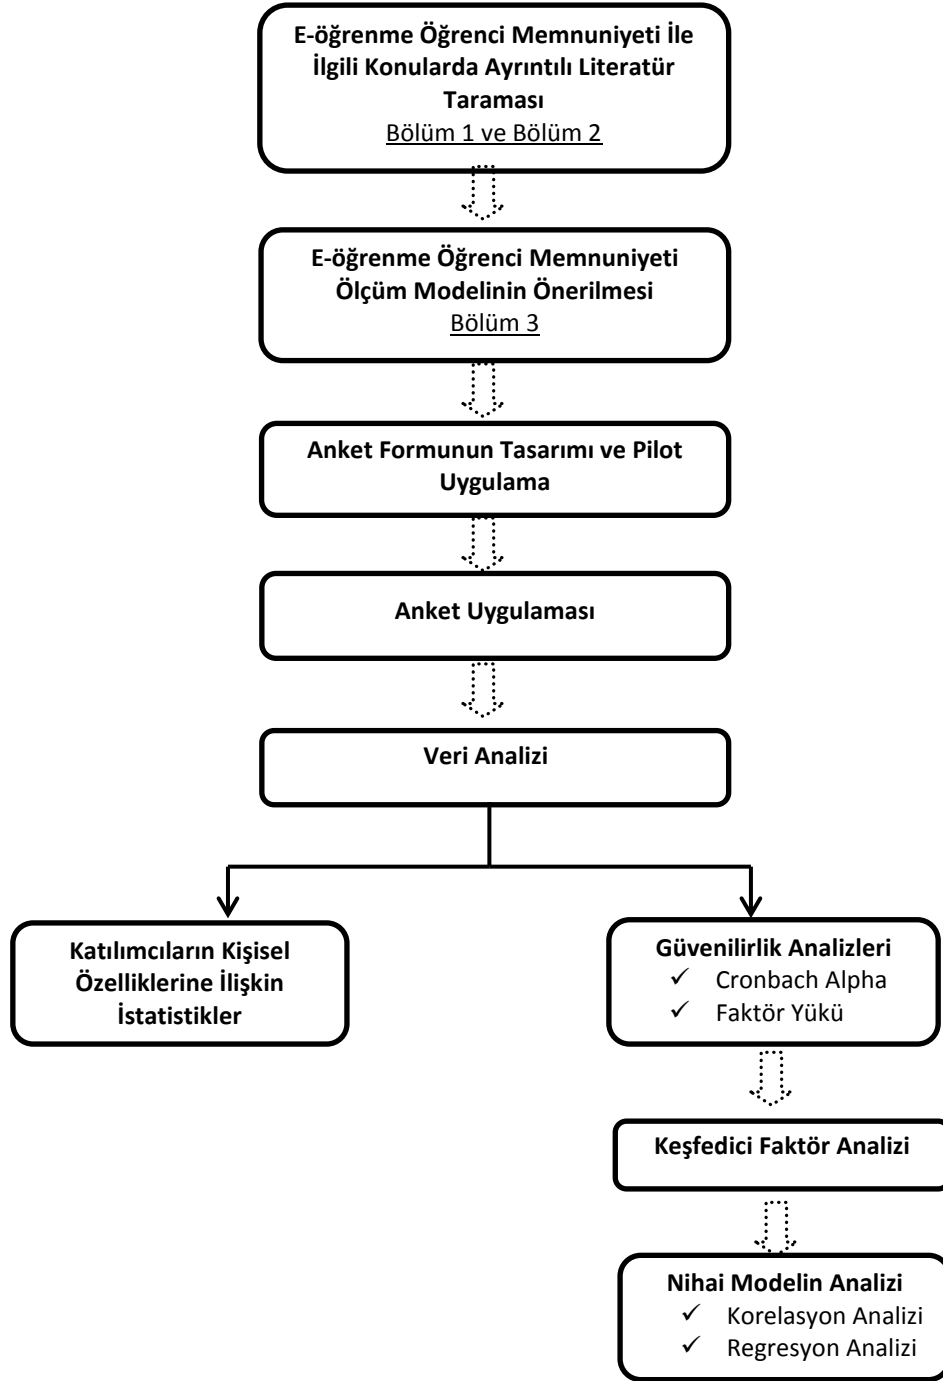 E-öğrenme Öğrenci Memnuniyeti İle
İlgili Konularda Ayrıntılı Literatür
Taraması
Bölüm 1 ve Bölüm 2
E-öğrenme Öğrenci Memnuniyeti
Ölçüm Modelinin Önerilmesi
Bölüm 3
Anket Formunun Tasarımı ve Pilot
Uygulama
Anket Uygulaması
Veri Analizi
Katılımcıların Kişisel
Özelliklerine İlişkin
İstatistikler
Güvenilirlik Analizleri
✓ Cronbach Alpha
✓ Faktör Yükü
Keşfedici Faktör Analizi
Nihai Modelin Analizi
✓ Korelasyon Analizi
✓ Regresyon Analizi